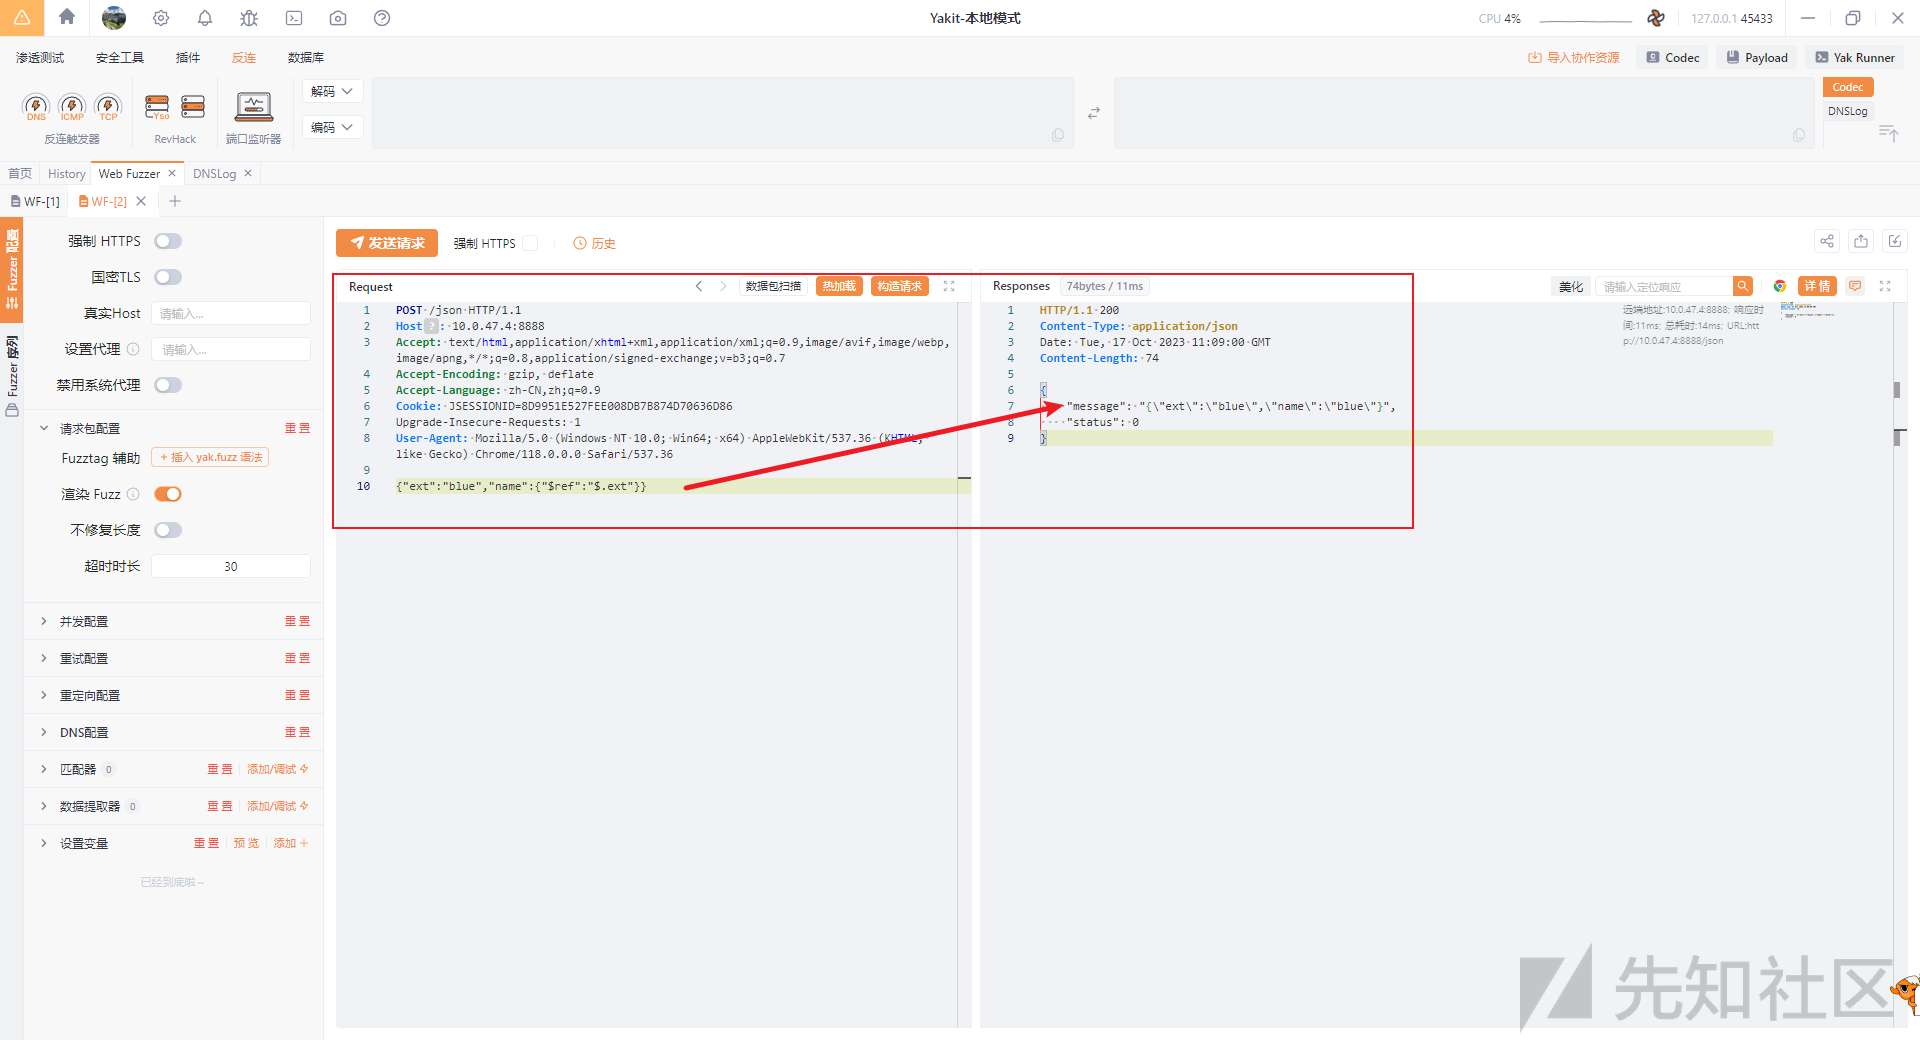 Yakit-本地模式
CPU 4%
127.0.0.1 45433
渗透测试 安全工具 插件 反连 数据库
导入协作资源 Codec Payload Yak Runner
DNS ICMP TCP
反连触发器
Yso
RevHack
端口监听器
解码
编码
Codec
DNSLog
首页 History Web Fuzzer DNSLog
WF-[1] WF-[2]
Fuzzer 配置
Fuzzer 序列
强制 HTTPS
国密TLS
真实Host 请输入...
设置代理 请输入...
禁用系统代理
请求包配置 重置
Fuzztag 辅助 + 插入 yak.fuzz 语法
渲染 Fuzz
不修复长度
超时时长 30
并发配置 重置
重试配置 重置
重定向配置 重置
DNS配置 重置
匹配器 0 重置 添加/调试
数据提取器 0 重置 添加/调试
设置变量 重置 预览 添加
已经到底啦~
发送请求 强制 HTTPS 历史
Request 数据包扫描 热加载 构造请求
1 POST /json HTTP/1.1
2 Host ? : 10.0.47.4:8888
3 Accept: text/html,application/xhtml+xml,application/xml;q=0.9,image/avif,image/webp,
image/apng,*/*;q=0.8,application/signed-exchange;v=b3;q=0.7
4 Accept-Encoding: gzip, deflate
5 Accept-Language: zh-CN,zh;q=0.9
6 Cookie: JSESSIONID=8D9951E527FEE008DB7B874D70636D86
7 Upgrade-Insecure-Requests: 1
8 User-Agent: Mozilla/5.0 (Windows NT 10.0; Win64; x64) AppleWebKit/537.36 (KHTML,
like Gecko) Chrome/118.0.0.0 Safari/537.36
9
10 {"ext":"blue","name":{"$ref":"$.ext"}}
Responses 74bytes / 11ms 美化 请输入定位响应 详情
1 HTTP/1.1 200
2 Content-Type: application/json
3 Date: Tue, 17 Oct 2023 11:09:00 GMT
4 Content-Length: 74
5
6 {
7 "message": "{\"ext\":\"blue\",\"name\":\"blue\"}",
8 "status": 0
9 }
远端地址:10.0.47.4:8888; 响应时
间:11ms; 总耗时:14ms; URL:htt
p://10.0.47.4:8888/json
先知社区